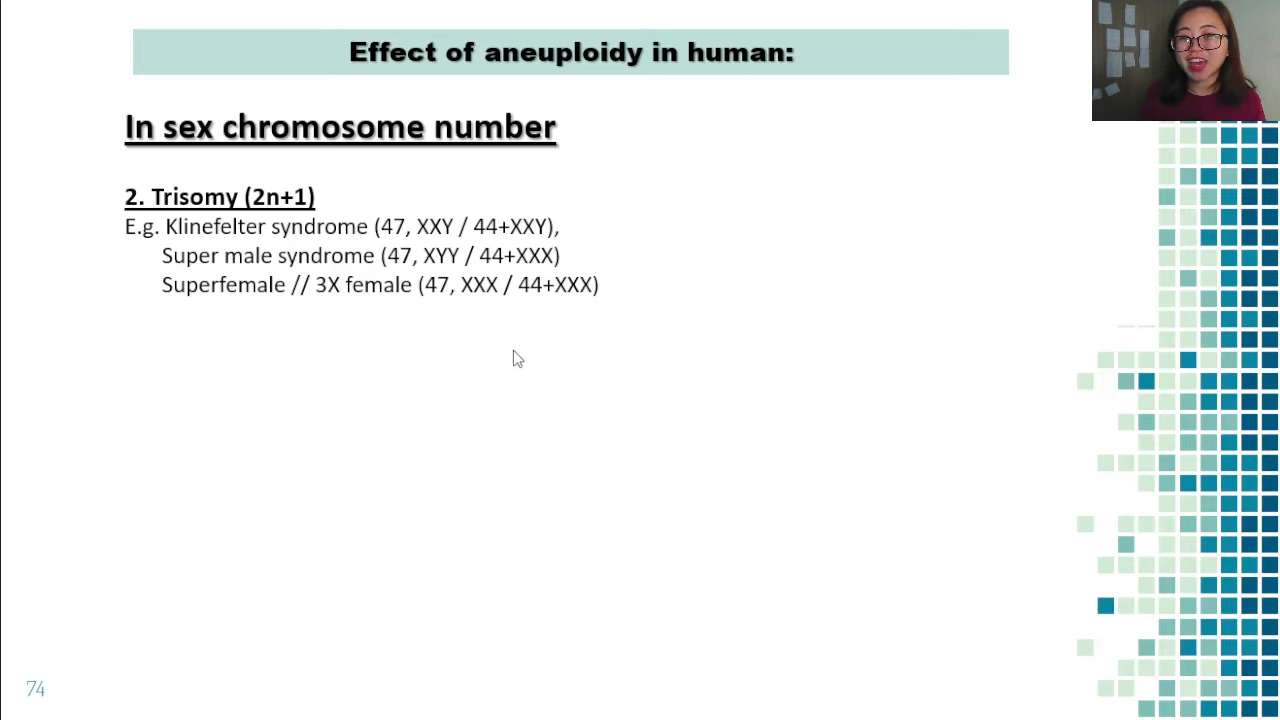 Effect of aneuploidy in human:
In sex chromosome number
2. Trisomy (2n+1)
E.g. Klinefelter syndrome (47, XXY / 44+XXY),
Super male syndrome (47, XYY / 44+XXX)
Superfemale // 3X female (47, XXX / 44+XXX)
74